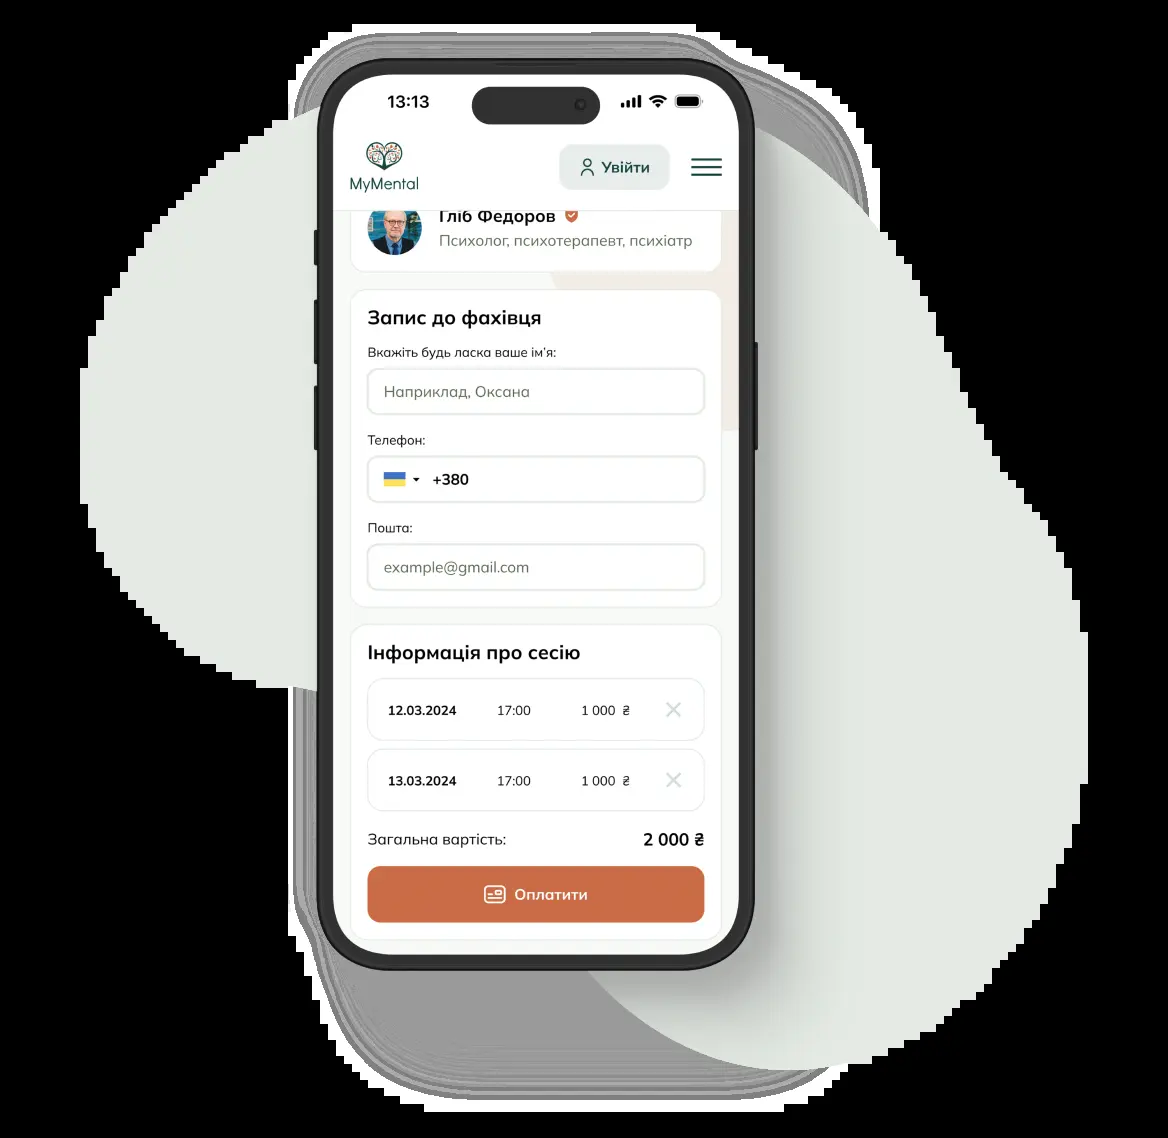 13:13
MyMental
Увійти
Гліб Федоров
Психолог, психотерапевт, психіатр
Запис до фахівця
Вкажіть будь ласка ваше ім’я:
Наприклад, Оксана
Телефон:
+380
Пошта:
example@gmail.com
Інформація про сесію
12.03.2024 17:00 1 000 ₴
13.03.2024 17:00 1 000 ₴
Загальна вартість: 2 000 ₴
Оплатити